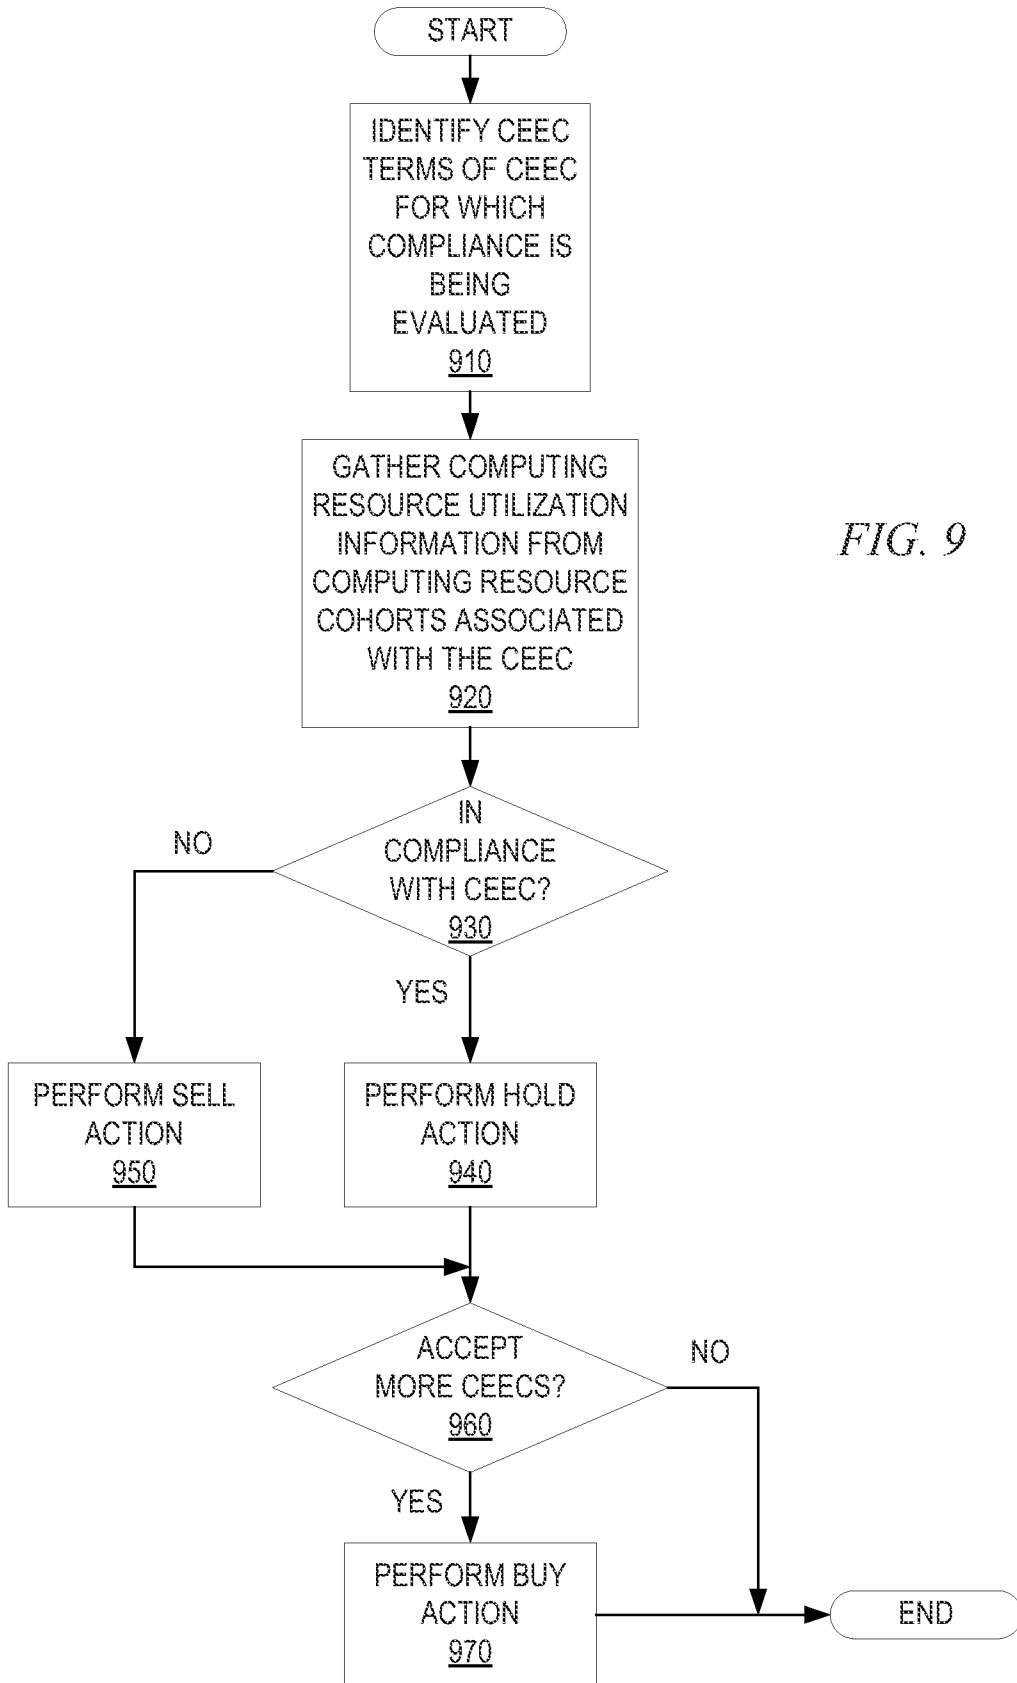 START
IDENTIFY CEEC
TERMS OF CEEC
FOR WHICH
COMPLIANCE IS
BEING
EVALUATED
910
GATHER COMPUTING
RESOURCE UTILIZATION
INFORMATION FROM
COMPUTING RESOURCE
COHORTS ASSOCIATED
WITH THE CEEC
920
FIG. 9
IN
COMPLIANCE
WITH CEEC?
930
NO
YES
PERFORM SELL
ACTION
950
PERFORM HOLD
ACTION
940
ACCEPT
MORE CEECS?
960
NO
YES
PERFORM BUY
ACTION
970
END